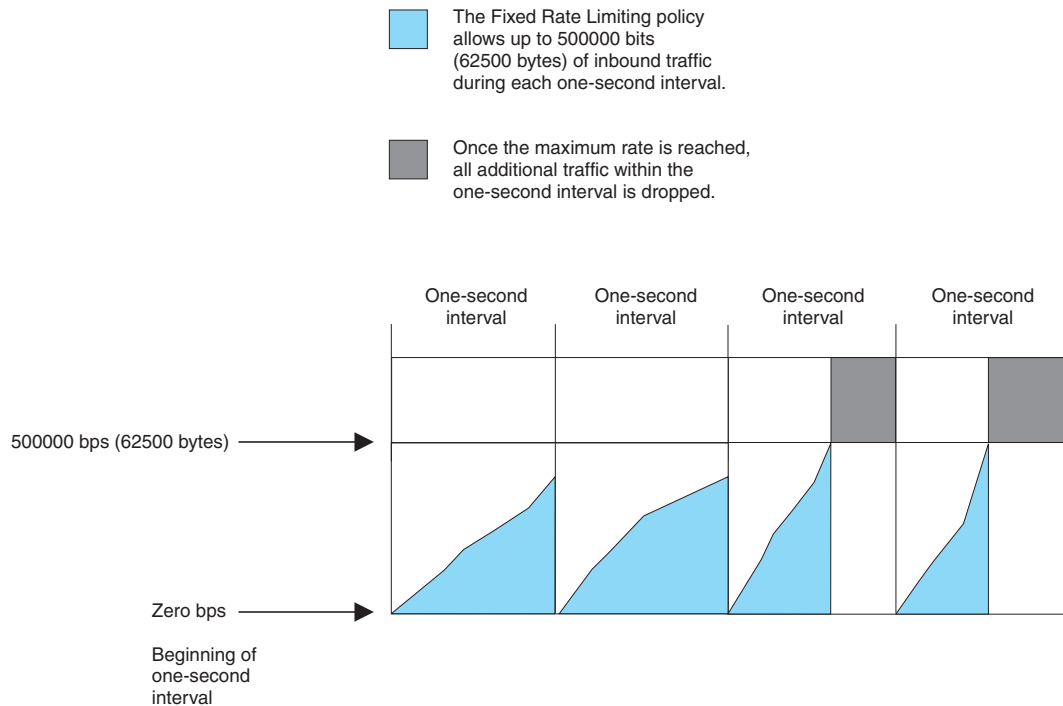 The Fixed Rate Limiting policy
allows up to 500000 bits
(62500 bytes) of inbound traffic
during each one-second interval.
Once the maximum rate is reached,
all additional traffic within the
one-second interval is dropped.
One-second
interval
One-second
interval
One-second
interval
One-second
interval
500000 bps (62500 bytes)
Zero bps
Beginning of
one-second
interval